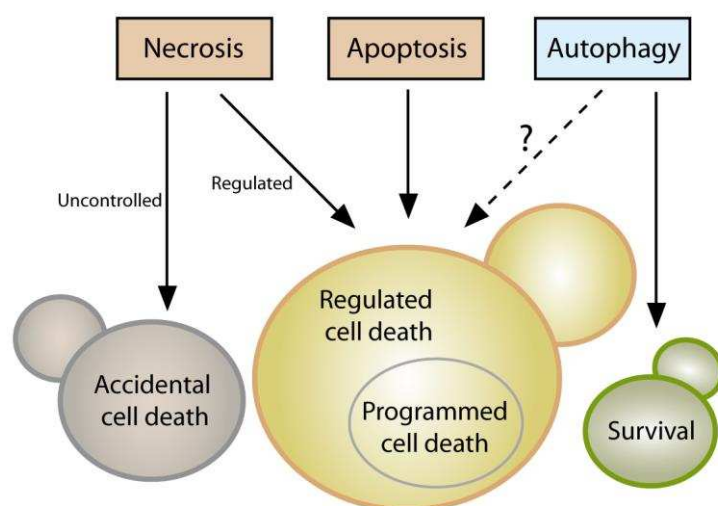 Necrosis
Apoptosis
Autophagy
?
Uncontrolled
Regulated
Regulated
cell death
Accidental
cell death
Programmed
cell death
Survival